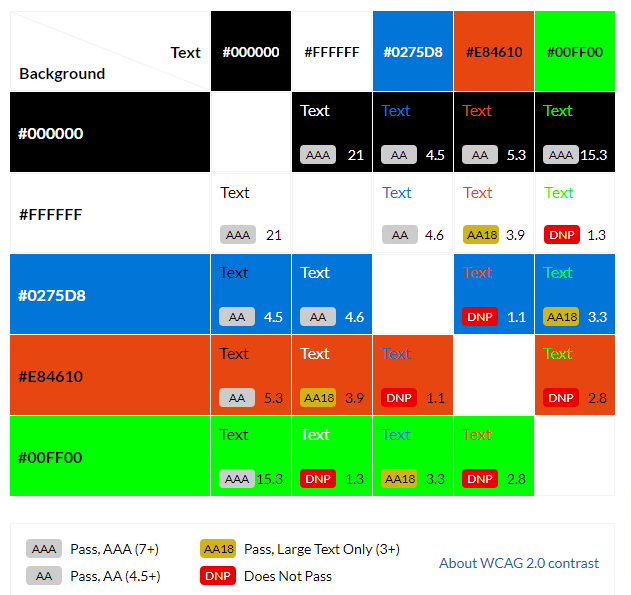 Text #000000 #FFFFFF #0275D8 #E84610 #00FF00
Background
#000000 Text Text Text Text
AAA 21 AA 4.5 AA 5.3 AAA 15.3
#FFFFFF Text Text Text Text
AAA 21 AA 4.6 AA18 3.9 DNP 1.3
#0275D8 Text Text Text Text
AA 4.5 AA 4.6 DNP 1.1 AA18 3.3
#E84610 Text Text Text Text
AA 5.3 AA18 3.9 DNP 1.1 DNP 2.8
#00FF00 Text Text Text Text
AAA 15.3 DNP 1.3 AA18 3.3 DNP 2.8
AAA Pass, AAA (7+) AA18 Pass, Large Text Only (3+)
About WCAG 2.0 contrast
AA Pass, AA (4.5+) DNP Does Not Pass